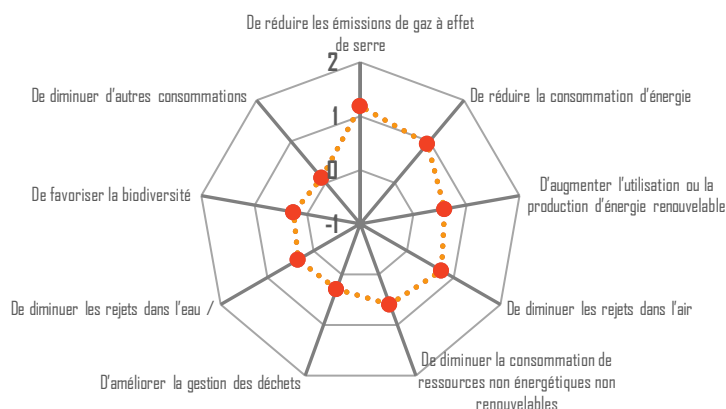 De réduire les émissions de gaz à effet
de serre
2
De diminuer d'autres consommations
De réduire la consommation d'énergie
1
0
De favoriser la biodiversité
D'augmenter l'utilisation ou la
production d'énergie renouvelable
-1
De diminuer les rejets dans l'eau /
De diminuer les rejets dans l'air
De diminuer la consommation de
ressources non énergétiques non
renouvelables
D'améliorer la gestion des déchets